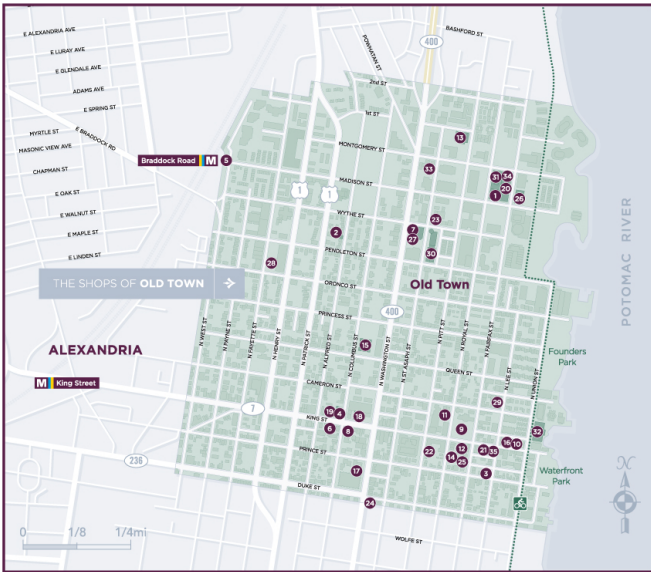 E ALEXANDRIA AVE
E LURAY AVE
E GLENDALE AVE
ADAMS AVE
E SPRING ST
E BRADDOCK RD
MYRTLE ST
MASONIC VIEW AVE
CHAPMAN ST
E OAK ST
E WALNUT ST
E MAPLE ST
E LINDEN ST
POWHATAN ST
BASHFORD ST
400
2nd ST
1st ST
MONTGOMERY ST
MADISON ST
WYTHE ST
PENDLETON ST
ORONCO ST
PRINCESS ST
QUEEN ST
CAMERON ST
KING ST
PRINCE ST
DUKE ST
WOLFE ST
Braddock Road M 5
13
33
31 34
20
1 26
1
1
23
2
7
27
30
28
THE SHOPS OF OLD TOWN
Old Town
400
POTOMAC RIVER
N WEST ST
N PAYNE ST
N FAYETTE ST
N HENRY ST
N PATRICK ST
N ALFRED ST
N COLUMBUS ST
N WASHINGTON ST
N ST ASAPH ST
N PITT ST
N ROYAL ST
N FAIRFAX ST
N LEE ST
N UNION ST
15
ALEXANDRIA
Founders
Park
M King Street
7
29
19 4 18
11
6 8
9
32
16 10
12
22
21 35
14
25
236
17
3
24
Waterfront
Park
N
0 1/8 1/4mi